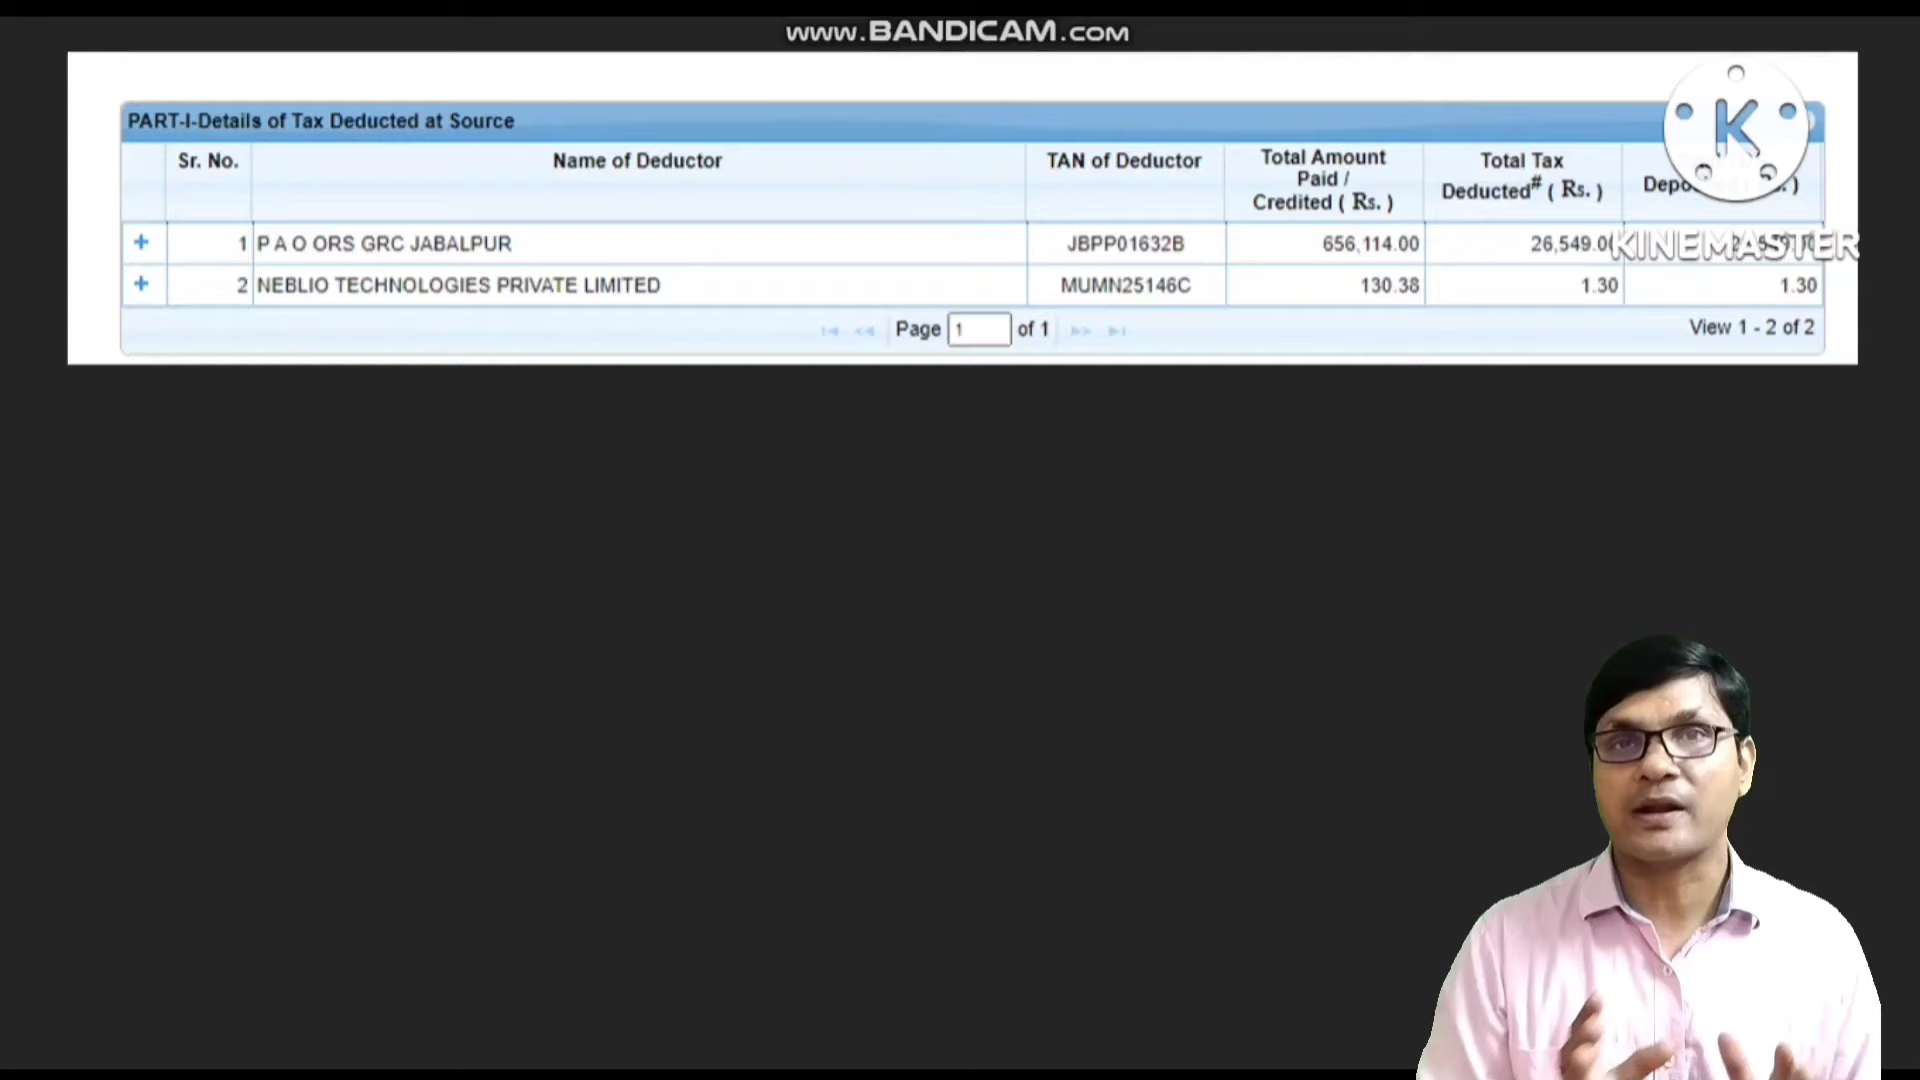 www.BANDICAM.com
PART-I-Details of Tax Deducted at Source
Sr. No. Name of Deductor TAN of Deductor Total Amount Paid / Credited ( Rs. ) Total Tax Deducted# ( Rs. )
K
1 P A O ORS GRC JABALPUR JBPP01632B 656,114.00 26,549.00
KINEMASTER
2 NEBLIO TECHNOLOGIES PRIVATE LIMITED MUMN25146C 130.38 1.30 1.30
Page 1 of 1 View 1 - 2 of 2